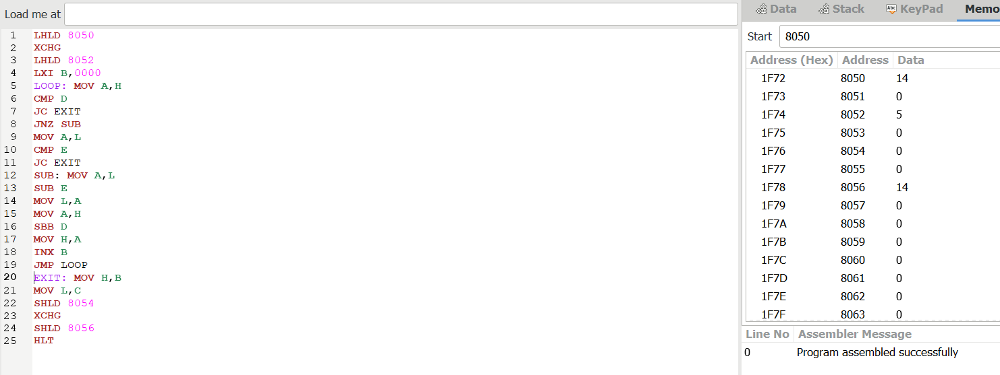 Load me at
1 LHLD 8050
2 XCHG
3 LHLD 8052
4 LXI B,0000
5 LOOP: MOV A,H
6 CMP D
7 JC EXIT
8 JNZ SUB
9 MOV A,L
10 CMP E
11 JC EXIT
12 SUB: MOV A,L
13 SUB E
14 MOV L,A
15 MOV A,H
16 SBB D
17 MOV H,A
18 INX B
19 JMP LOOP
20 EXIT: MOV H,B
21 MOV L,C
22 SHLD 8054
23 XCHG
24 SHLD 8056
25 HLT
Data Stack Abc KeyPad Memo
Start 8050
Address (Hex) Address Data
1F72 8050 14
1F73 8051 0
1F74 8052 5
1F75 8053 0
1F76 8054 0
1F77 8055 0
1F78 8056 14
1F79 8057 0
1F7A 8058 0
1F7B 8059 0
1F7C 8060 0
1F7D 8061 0
1F7E 8062 0
1F7F 8063 0
Line No Assembler Message
0 Program assembled successfully